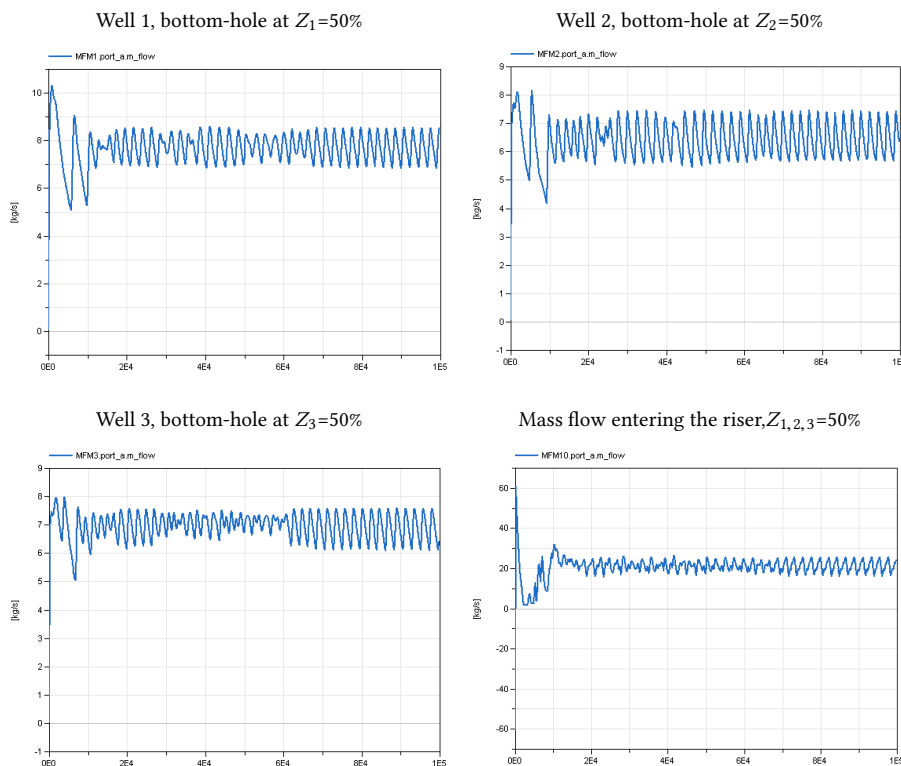 Well 1, bottom-hole at Z1=50%
MFM1.port_a.m_flow
10
8
6
4
2
0
[kg/s]
0E0 2E4 4E4 6E4 8E4 1E5
Well 2, bottom-hole at Z2=50%
MFM2.port_a.m_flow
9
8
7
6
5
4
3
2
1
0
-1
[kg/s]
0E0 2E4 4E4 6E4 8E4 1E5
Well 3, bottom-hole at Z3=50%
MFM3.port_a.m_flow
9
8
7
6
5
4
3
2
1
0
-1
[kg/s]
0E0 2E4 4E4 6E4 8E4 1E5
Mass flow entering the riser,Z1,2,3=50%
MFM10.port_a.m_flow
60
40
20
0
-20
-40
-60
[kg/s]
0E0 2E4 4E4 6E4 8E4 1E5